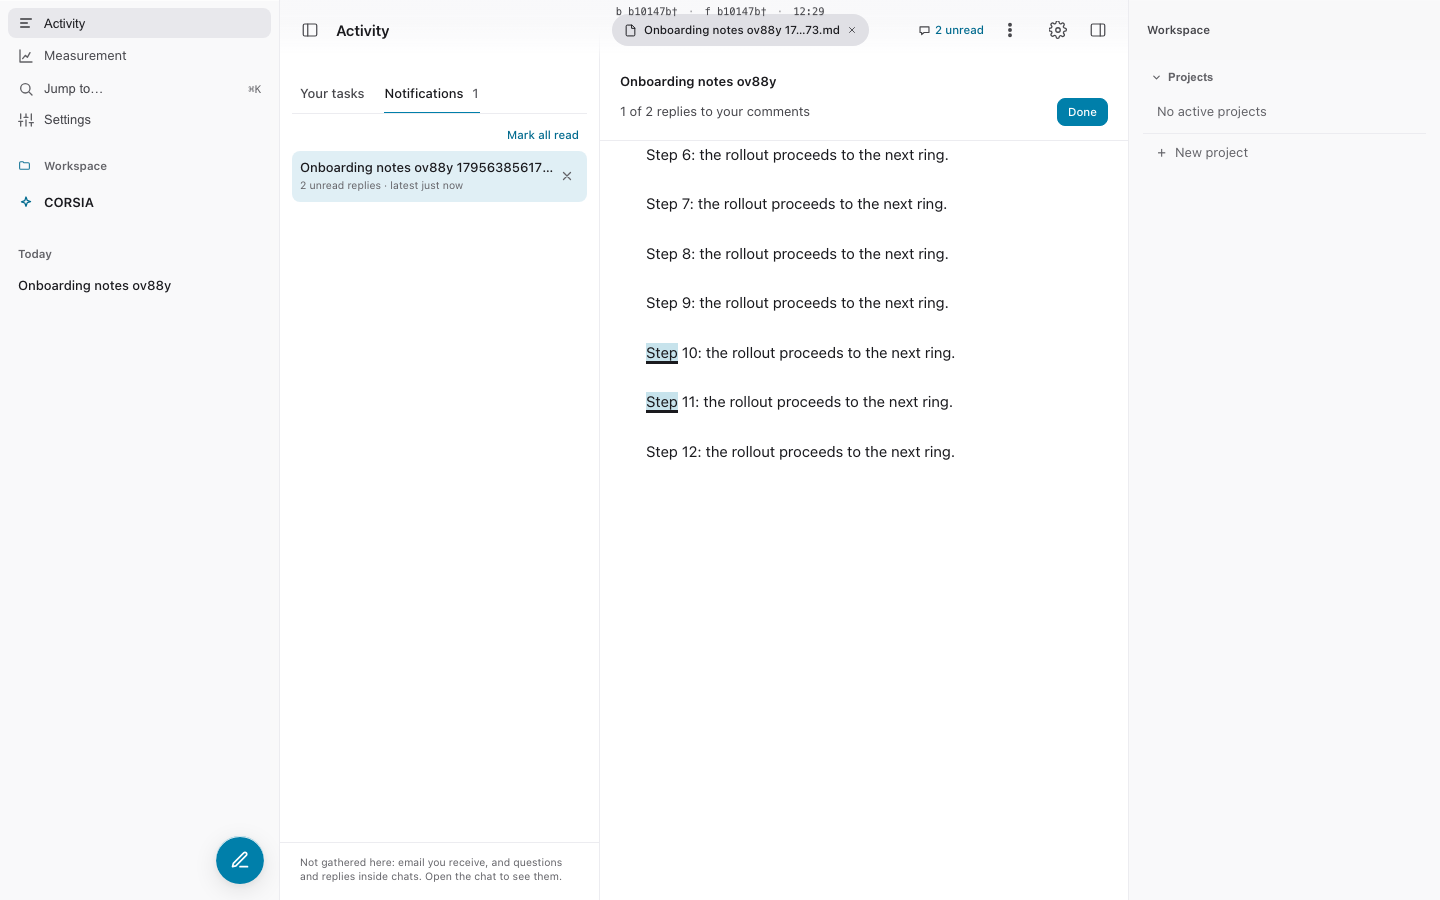 Activity
Measurement
Jump to…
⌘K
Settings
Workspace
CORSIA
Today
Onboarding notes ov88y
Activity
Your tasks
Notifications 1
Mark all read
Onboarding notes ov88y 17956385617...
2 unread replies · latest just now
Not gathered here: email you receive, and questions
and replies inside chats. Open the chat to see them.
b b10147b† · f b10147b† · 12:29
Onboarding notes ov88y 17...73.md
2 unread
Onboarding notes ov88y
1 of 2 replies to your comments
Done
Step 6: the rollout proceeds to the next ring.
Step 7: the rollout proceeds to the next ring.
Step 8: the rollout proceeds to the next ring.
Step 9: the rollout proceeds to the next ring.
Step 10: the rollout proceeds to the next ring.
Step 11: the rollout proceeds to the next ring.
Step 12: the rollout proceeds to the next ring.
Workspace
Projects
No active projects
+ New project